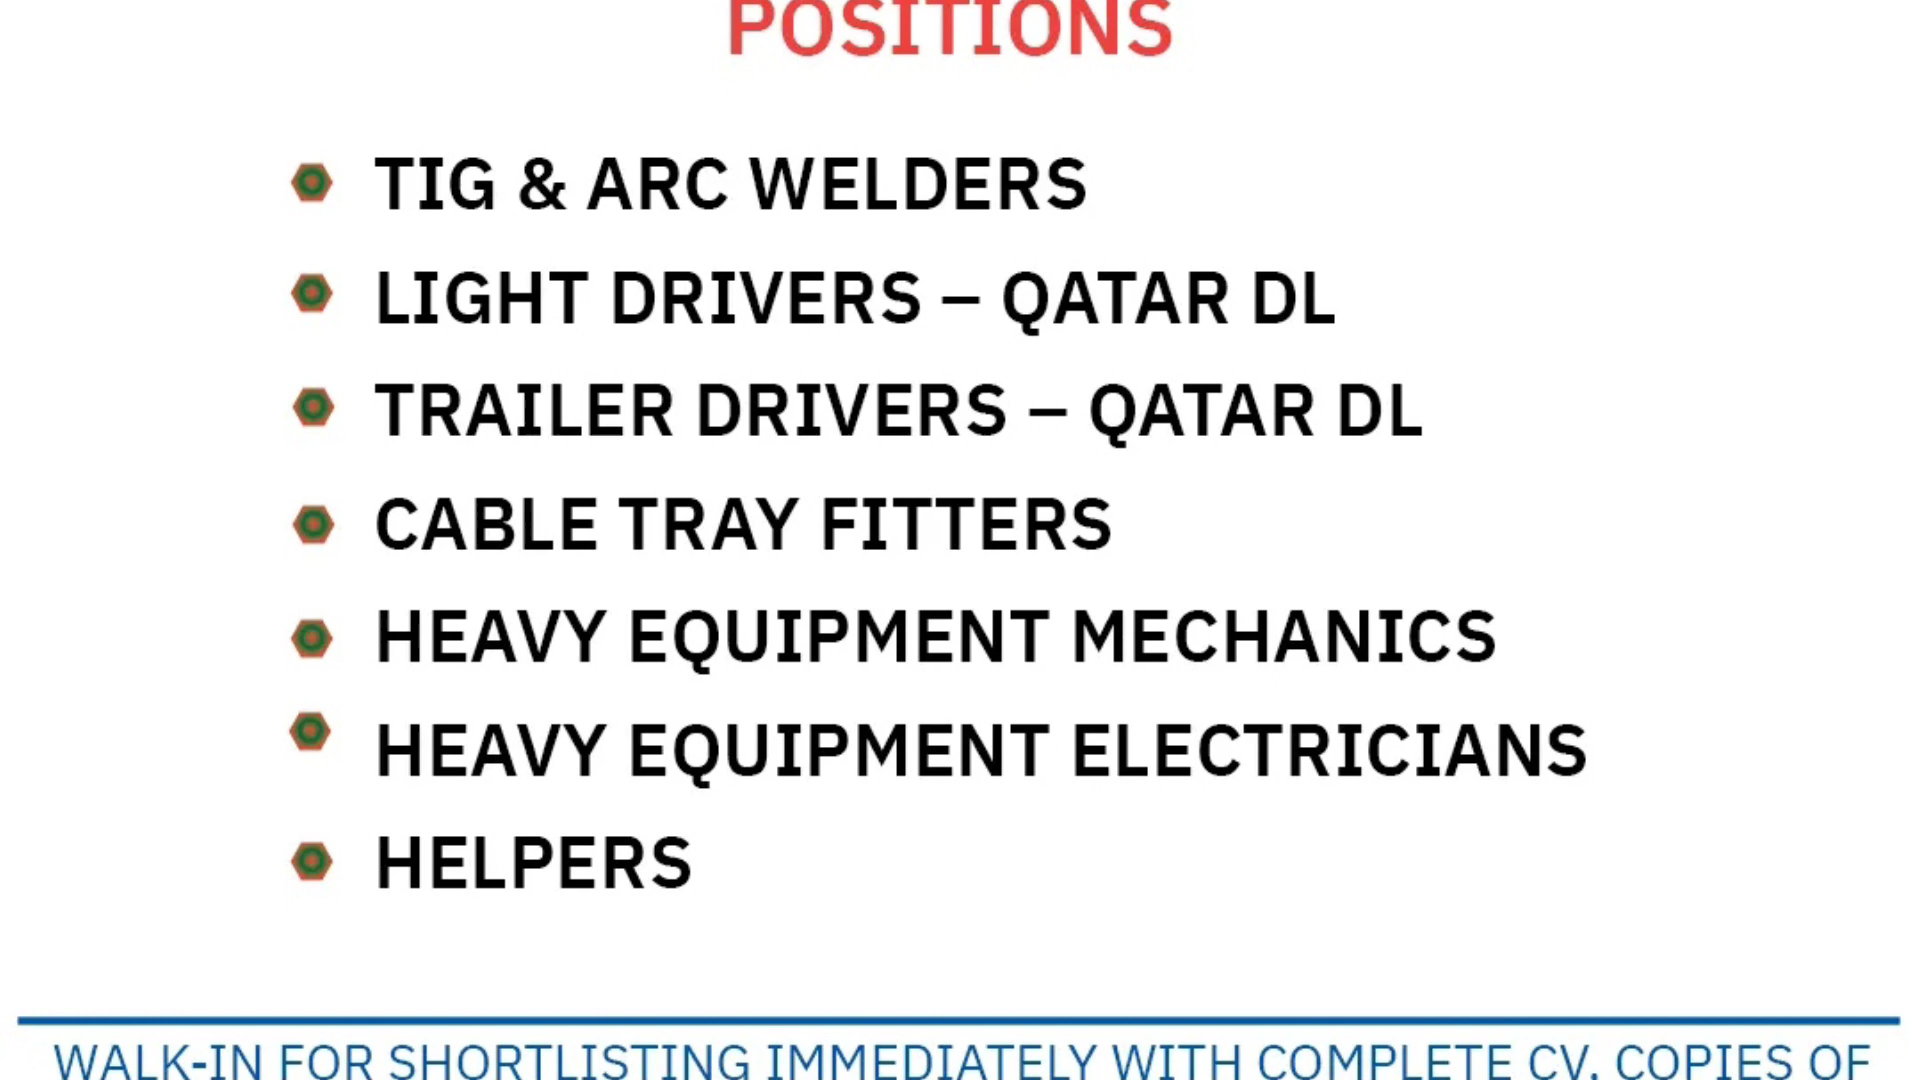 POSITIONS
TIG & ARC WELDERS
LIGHT DRIVERS – QATAR DL
TRAILER DRIVERS – QATAR DL
CABLE TRAY FITTERS
HEAVY EQUIPMENT MECHANICS
HEAVY EQUIPMENT ELECTRICIANS
HELPERS
WALK-IN FOR SHORTLISTING IMMEDIATELY WITH COMPLETE CV. COPIES OF